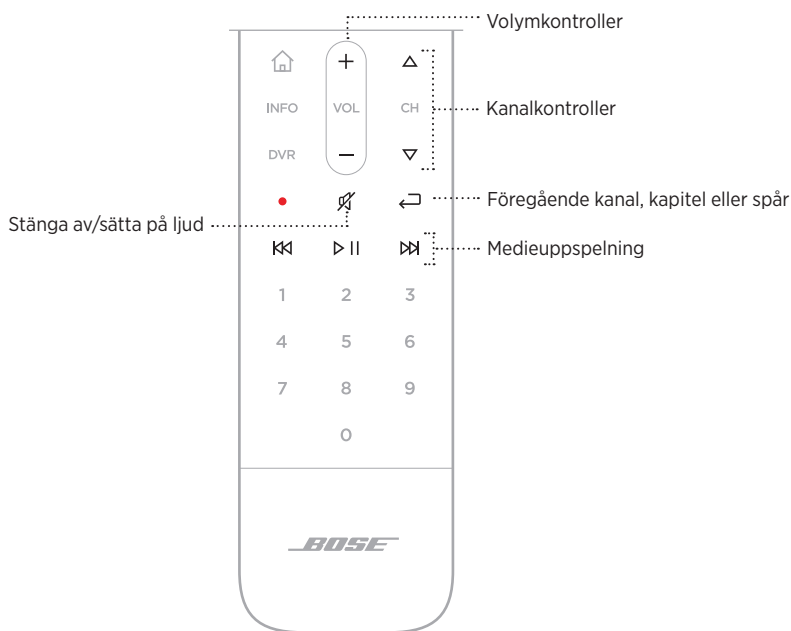 Volymkontroller
INFO
VOL
CH
Kanalkontroller
DVR
Föregående kanal, kapitel eller spår
Stänga av/sätta på ljud
Medieuppspelning
1 2 3
4 5 6
7 8 9
0
BOSE